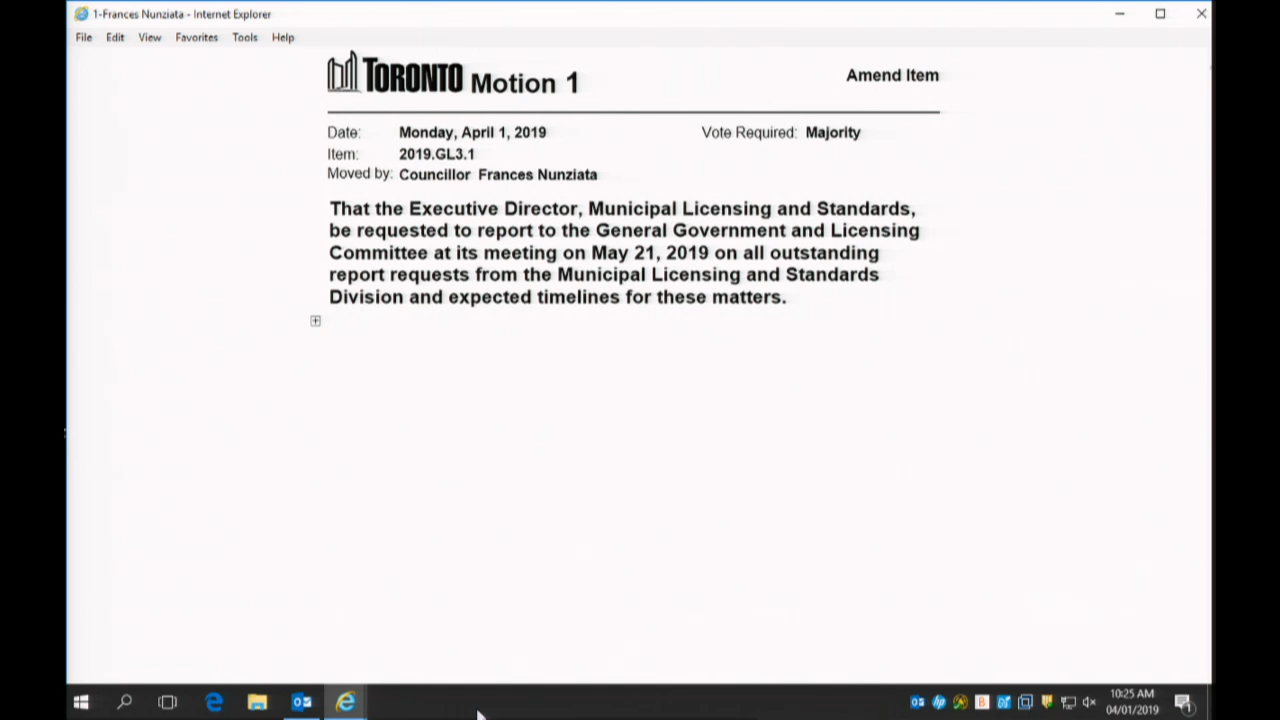 1-Frances Nunziata - Internet Explorer
File Edit View Favorites Tools Help
TORONTO Motion 1
Amend Item
Date: Monday, April 1, 2019 Vote Required: Majority
Item: 2019.GL3.1
Moved by: Councillor Frances Nunziata
That the Executive Director, Municipal Licensing and Standards,
be requested to report to the General Government and Licensing
Committee at its meeting on May 21, 2019 on all outstanding
report requests from the Municipal Licensing and Standards
Division and expected timelines for these matters.
10:25 AM
04/01/2019